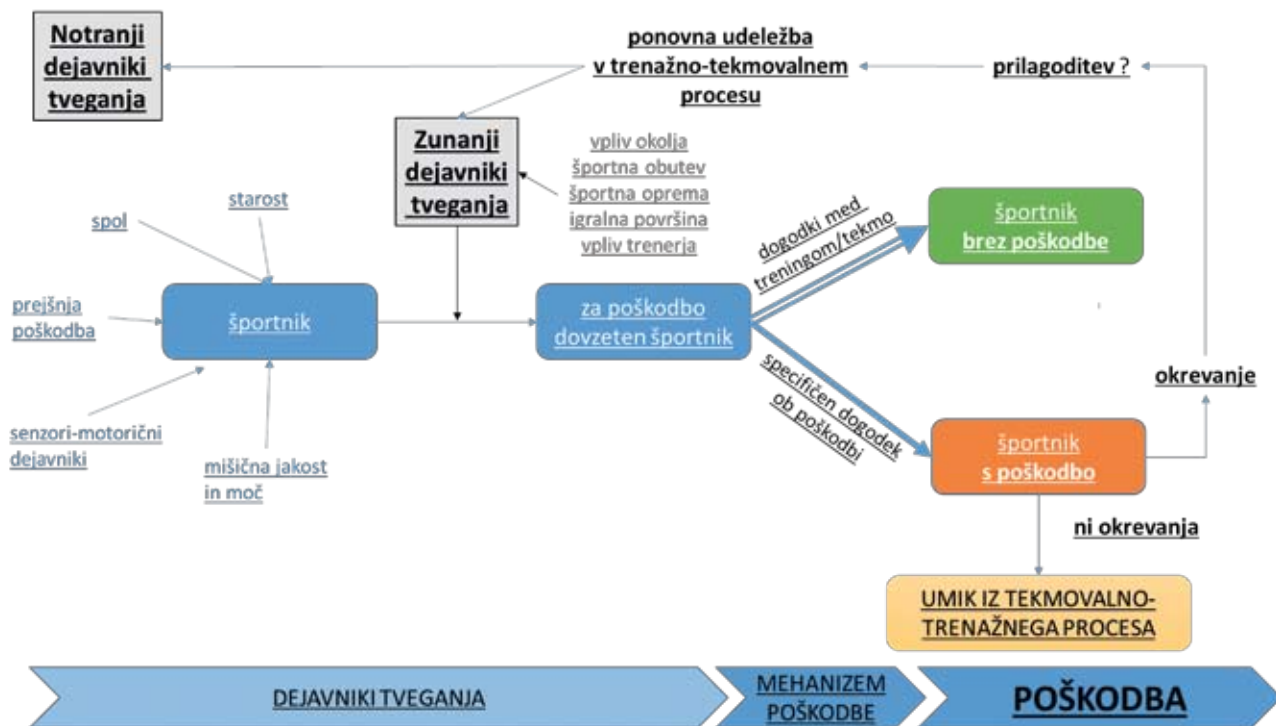 Notranji
dejavniki
tveganja
ponovna udeležba
v trenažno-tekmovalnem
procesu
prilagoditev ?
Zunanji
dejavniki
tveganja
vpliv okolja
športna obutev
športna oprema
igralna površina
vpliv trenerja
starost
spol
prejšnja
poškodba
senzori-motorični
dejavniki
mišična jakost
in moč
športnik
za poškodbo
dovzeten športnik
dogodki med
treningom/tekmo
specifičen dogodek
ob poškodbi
športnik
brez poškodbe
okrevanje
športnik
s poškodbo
ni okrevanja
UMIK IZ TEKMOVALNO-
TRENAŽNEGA PROCESA
DEJAVNIKI TVEGANJA
MEHANIZEM
POŠKODBE
POŠKODBA